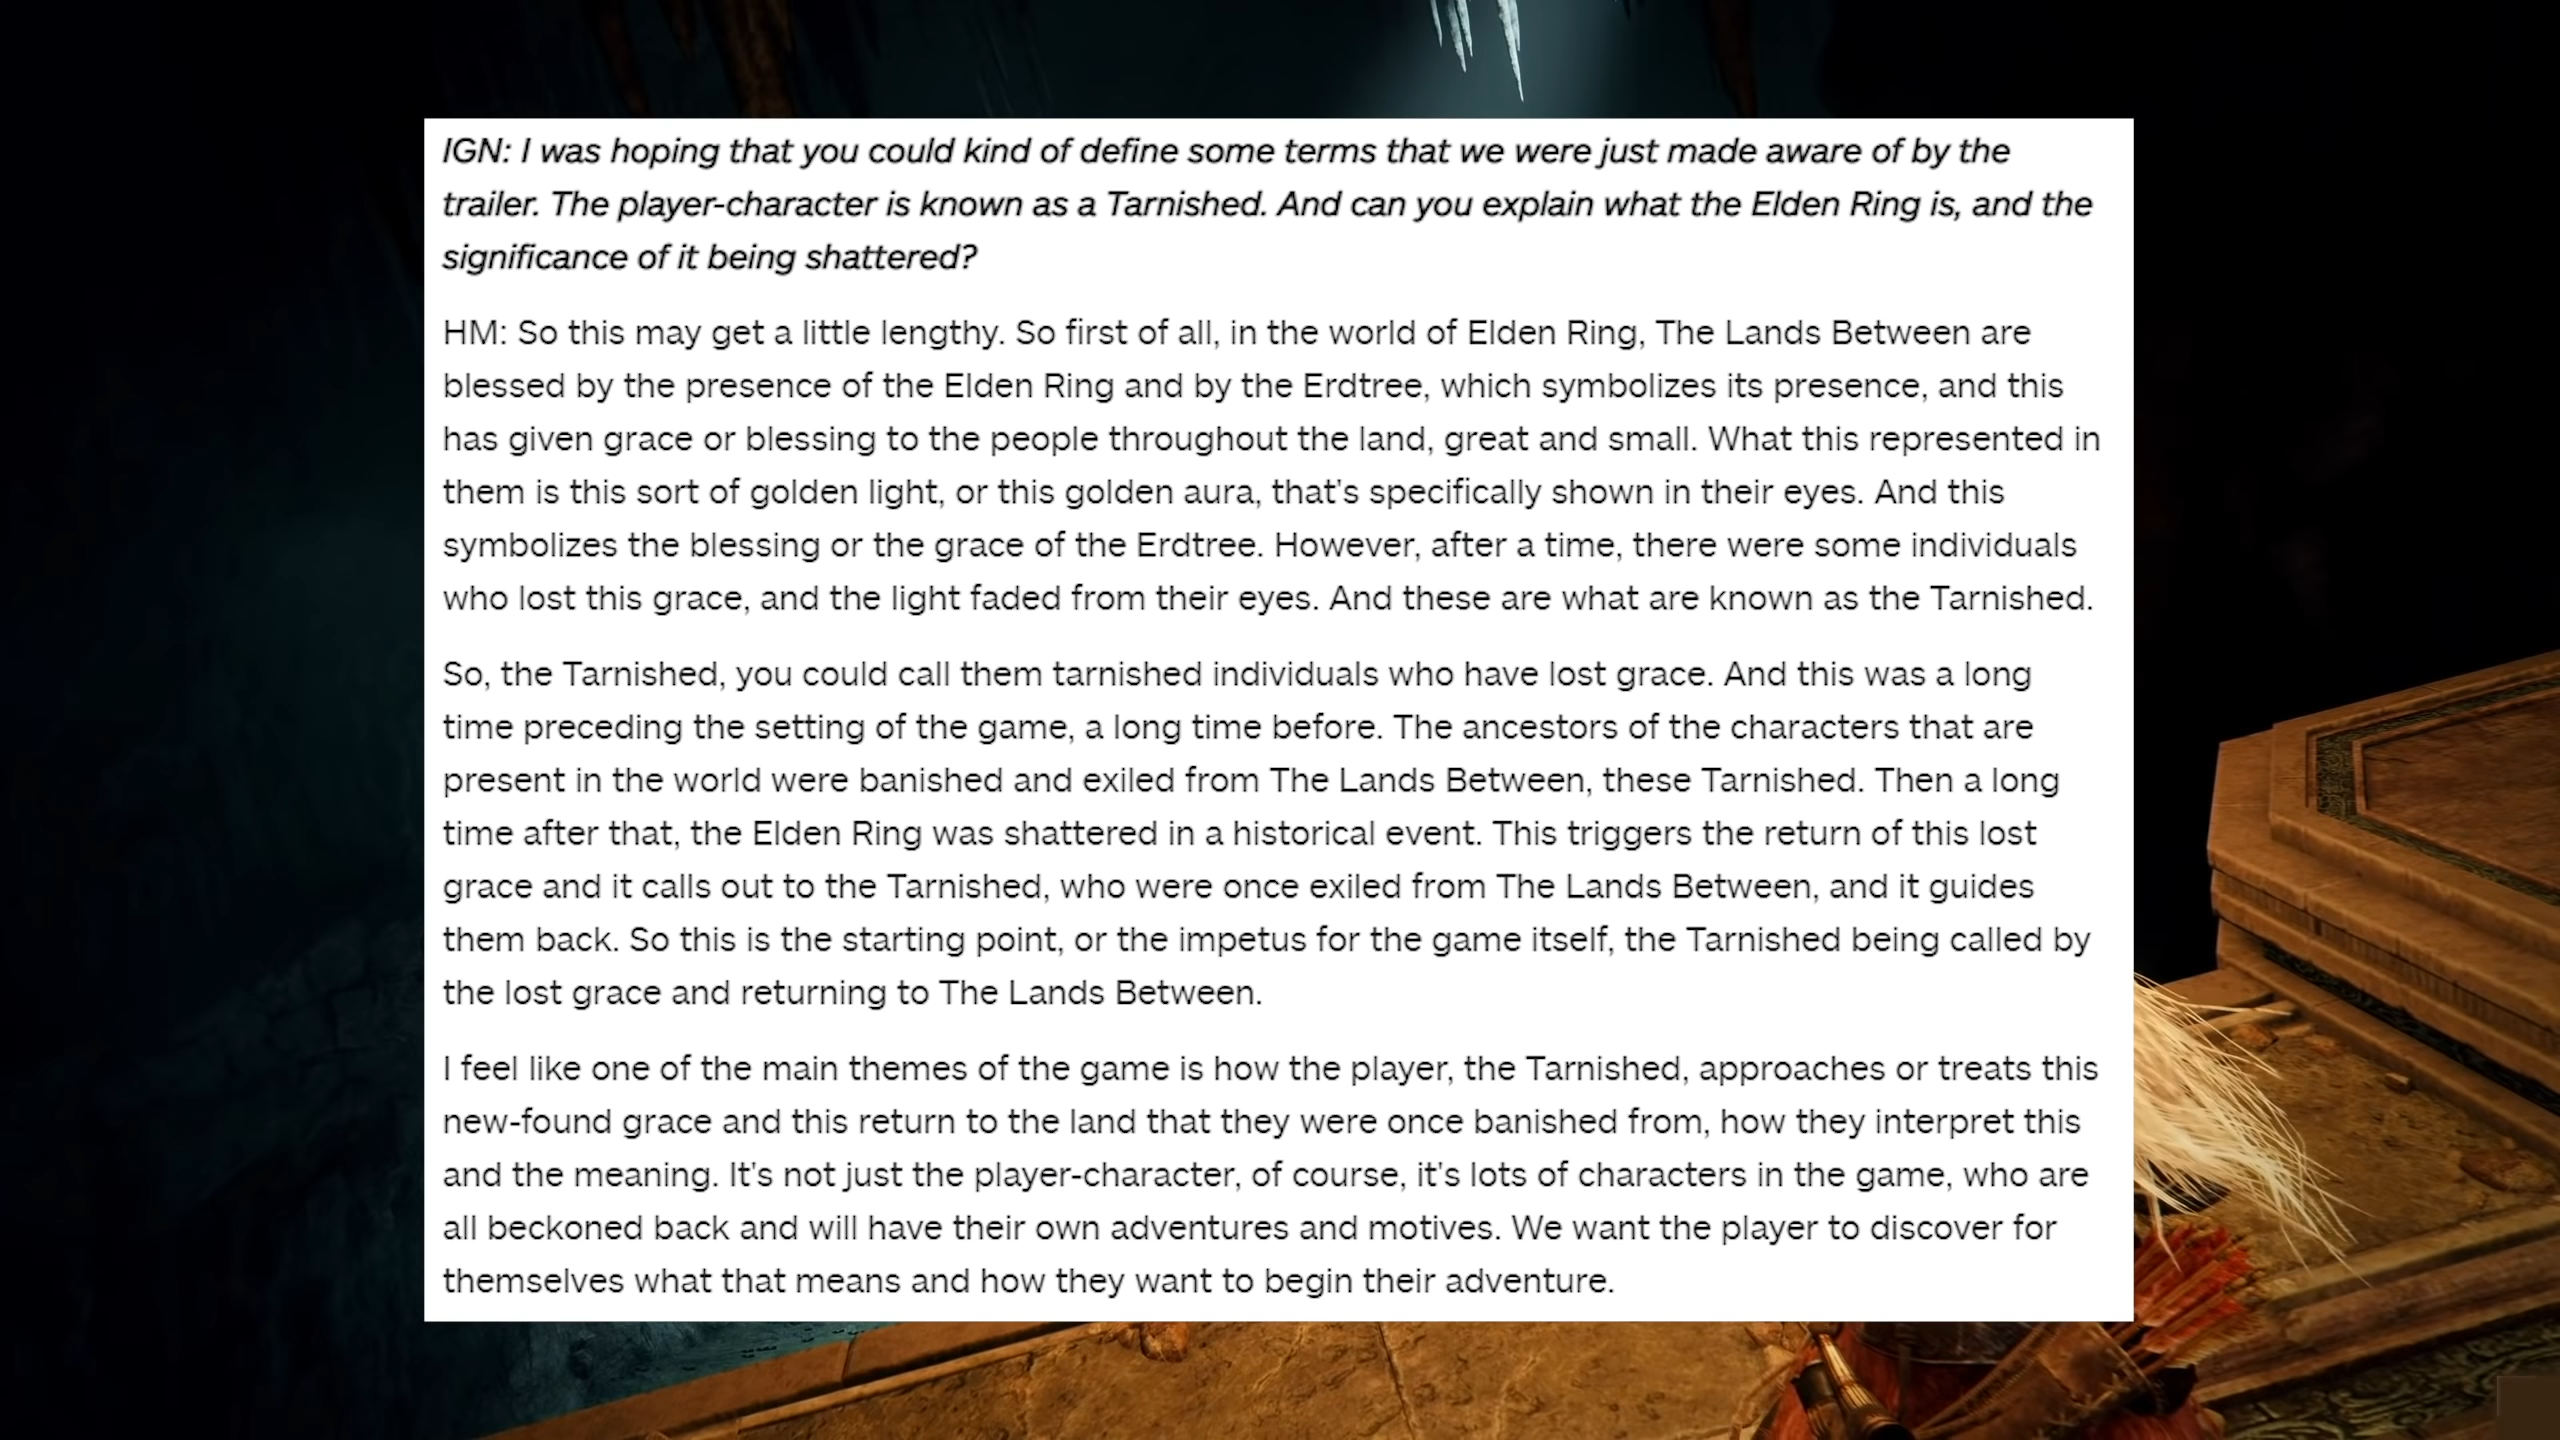 IGN: I was hoping that you could kind of define some terms that we were just made aware of by the
trailer. The player-character is known as a Tarnished. And can you explain what the Elden Ring is, and the
significance of it being shattered?
HM: So this may get a little lengthy. So first of all, in the world of Elden Ring, The Lands Between are
blessed by the presence of the Elden Ring and by the Erdtree, which symbolizes its presence, and this
has given grace or blessing to the people throughout the land, great and small. What this represented in
them is this sort of golden light, or this golden aura, that's specifically shown in their eyes. And this
symbolizes the blessing or the grace of the Erdtree. However, after a time, there were some individuals
who lost this grace, and the light faded from their eyes. And these are what are known as the Tarnished.
So, the Tarnished, you could call them tarnished individuals who have lost grace. And this was a long
time preceding the setting of the game, a long time before. The ancestors of the characters that are
present in the world were banished and exiled from The Lands Between, these Tarnished. Then a long
time after that, the Elden Ring was shattered in a historical event. This triggers the return of this lost
grace and it calls out to the Tarnished, who were once exiled from The Lands Between, and it guides
them back. So this is the starting point, or the impetus for the game itself, the Tarnished being called by
the lost grace and returning to The Lands Between.
I feel like one of the main themes of the game is how the player, the Tarnished, approaches or treats this
new-found grace and this return to the land that they were once banished from, how they interpret this
and the meaning. It's not just the player-character, of course, it's lots of characters in the game, who are
all beckoned back and will have their own adventures and motives. We want the player to discover for
themselves what that means and how they want to begin their adventure.